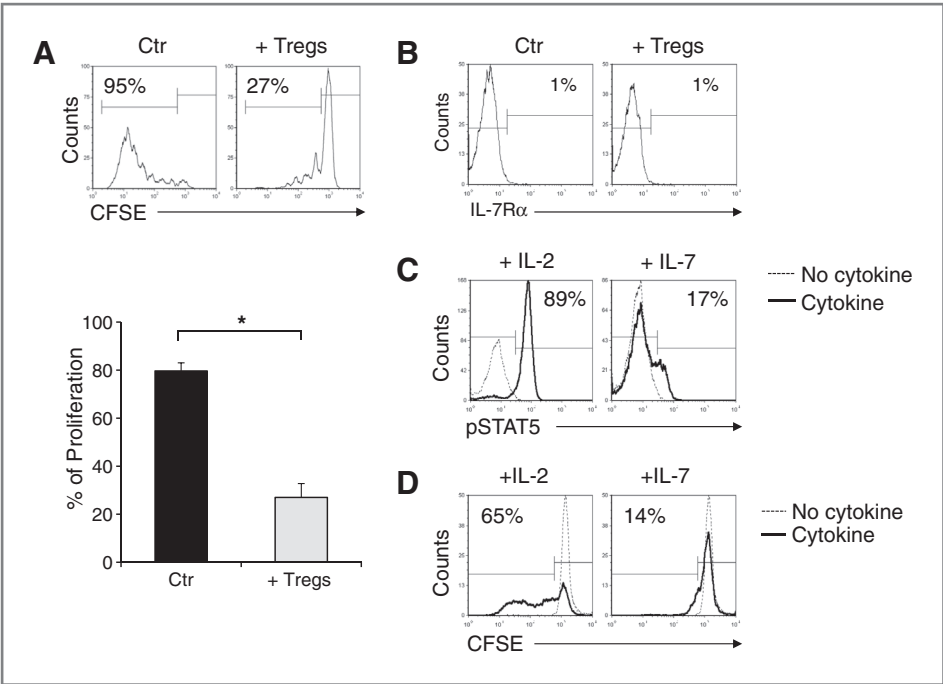 A
Ctr
+ Tregs
95%
27%
Counts
CFSE
B
Ctr
+ Tregs
1%
1%
Counts
IL-7Rα
% of Proliferation
100
80
60
40
20
0
*
Ctr
+ Tregs
C
+ IL-2
+ IL-7
89%
17%
Counts
pSTAT5
No cytokine
Cytokine
D
+IL-2
+IL-7
65%
14%
Counts
CFSE
No cytokine
Cytokine